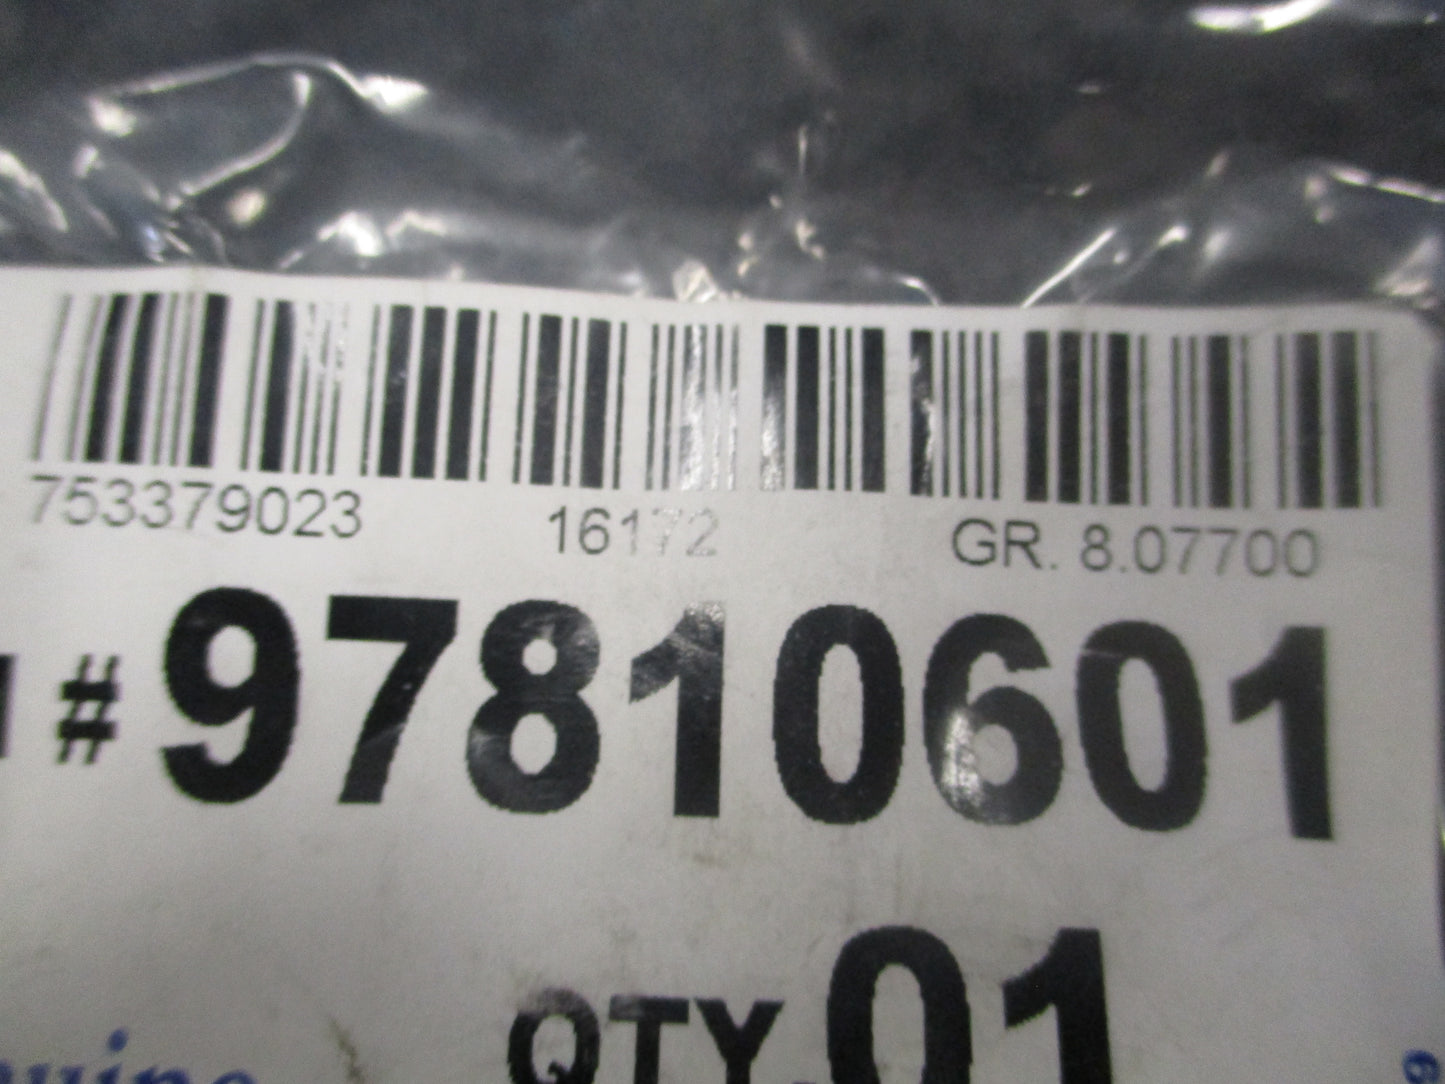 753379023 16172 GR. 8.07700
# 97810601
QTY. 01